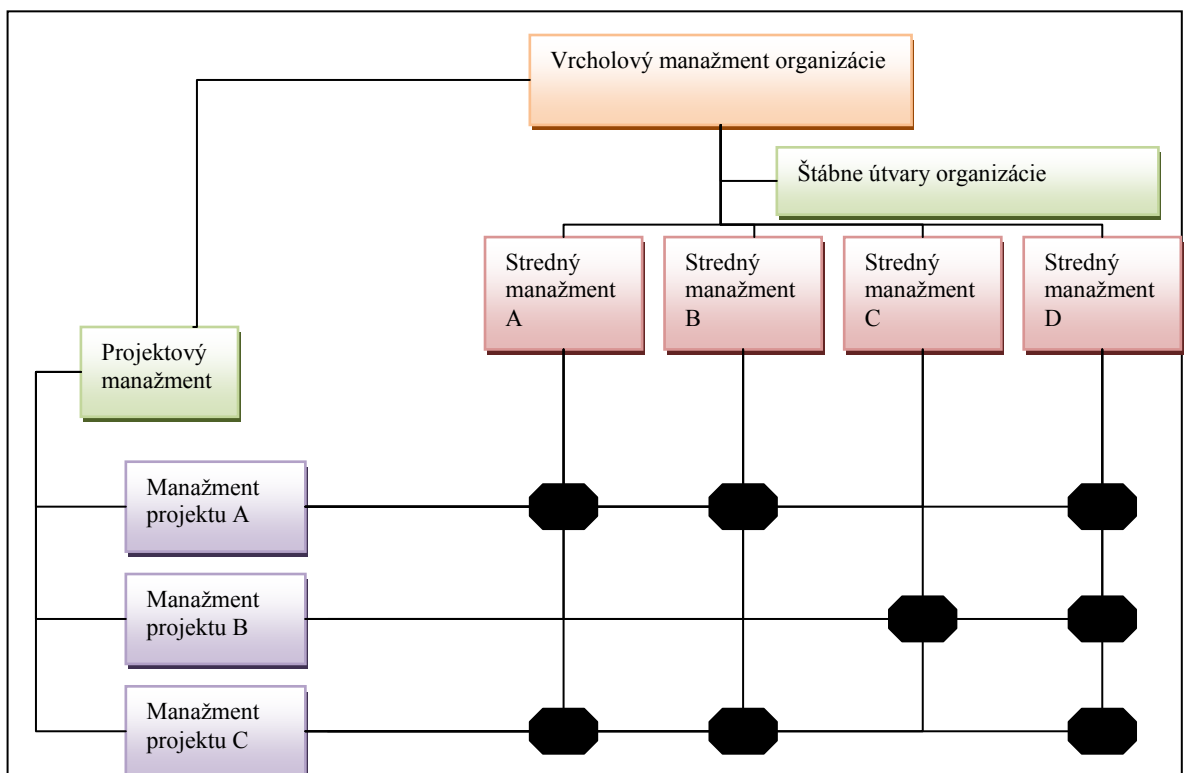 Vrcholový manažment organizácie
Štábne útvary organizácie
Stredný
manažment
A
Stredný
manažment
B
Stredný
manažment
C
Stredný
manažment
D
Projektový
manažment
Manažment
projektu A
Manažment
projektu B
Manažment
projektu C